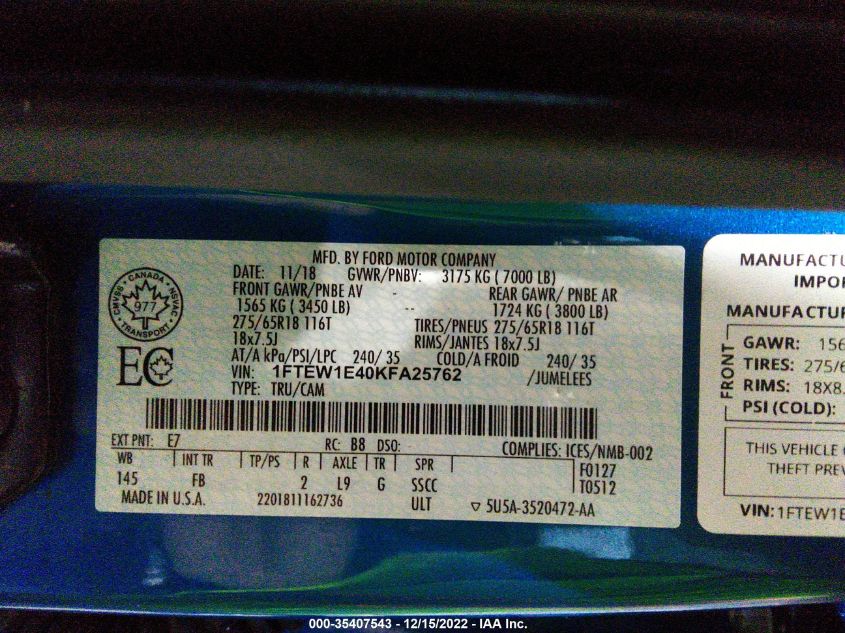 MFD. BY FORD MOTOR COMPANY
DATE: 11/18 GVWR/PNBV: 3175 KG ( 7000 LB)
FRONT GAWR/PNBE AV - REAR GAWR/ PNBE AR
1565 KG ( 3450 LB) -- 1724 KG ( 3800 LB)
275/65R18 116T TIRES/PNEUS 275/65R18 116T
18x7.5J RIMS/JANTES 18x7.5J
AT/A kPa/PSI/LPC 240/ 35 COLD/A FROID 240/ 35
VIN: 1FTEW1E40KFA25762 /JUMELEES
TYPE: TRU/CAM
CANADA
CMVSS 977 NSVAC
TRANSPORT
EC
EXT PNT: E7 RC: B8 DSO: COMPLIES: ICES/NMB-002
WB INT TR TP/PS R AXLE TR SPR F0127
145 FB 2 L9 G SSCC T0512
MADE IN U.S.A. 2201811162736 ULT ▽ 5U5A-3520472-AA
MANUFACTU
IMPOR
MANUFACTUR
FRONT
GAWR: 156
TIRES: 275/6
RIMS: 18X8.
PSI (COLD):
THIS VEHICLE
THEFT PREV
VIN: 1FTEW1E
000-35407543 - 12/15/2022 - IAA Inc.